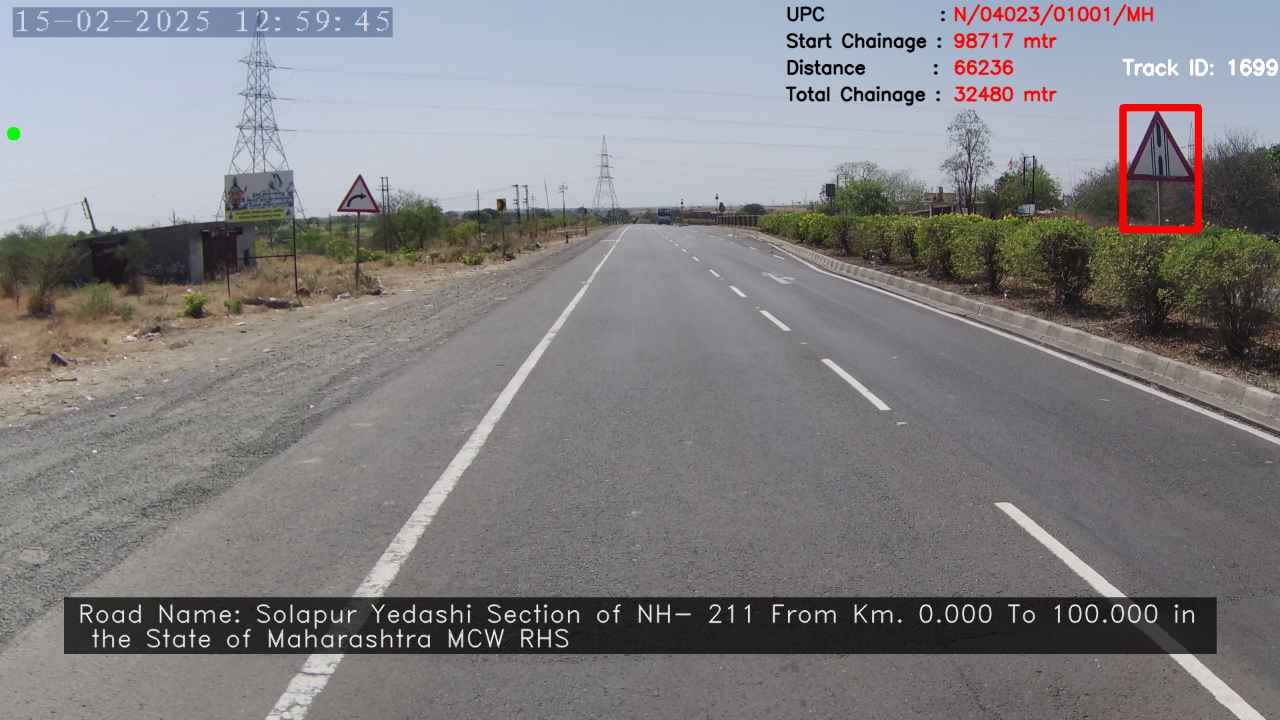 15-02-2025 12:59:45
UPC : N/04023/01001/MH
Start Chainage : 98717 mtr
Distance : 66236
Track ID: 1699
Total Chainage : 32480 mtr
Road Name: Solapur Yedashi Section of NH- 211 From Km. 0.000 To 100.000 in
the State of Maharashtra MCW RHS